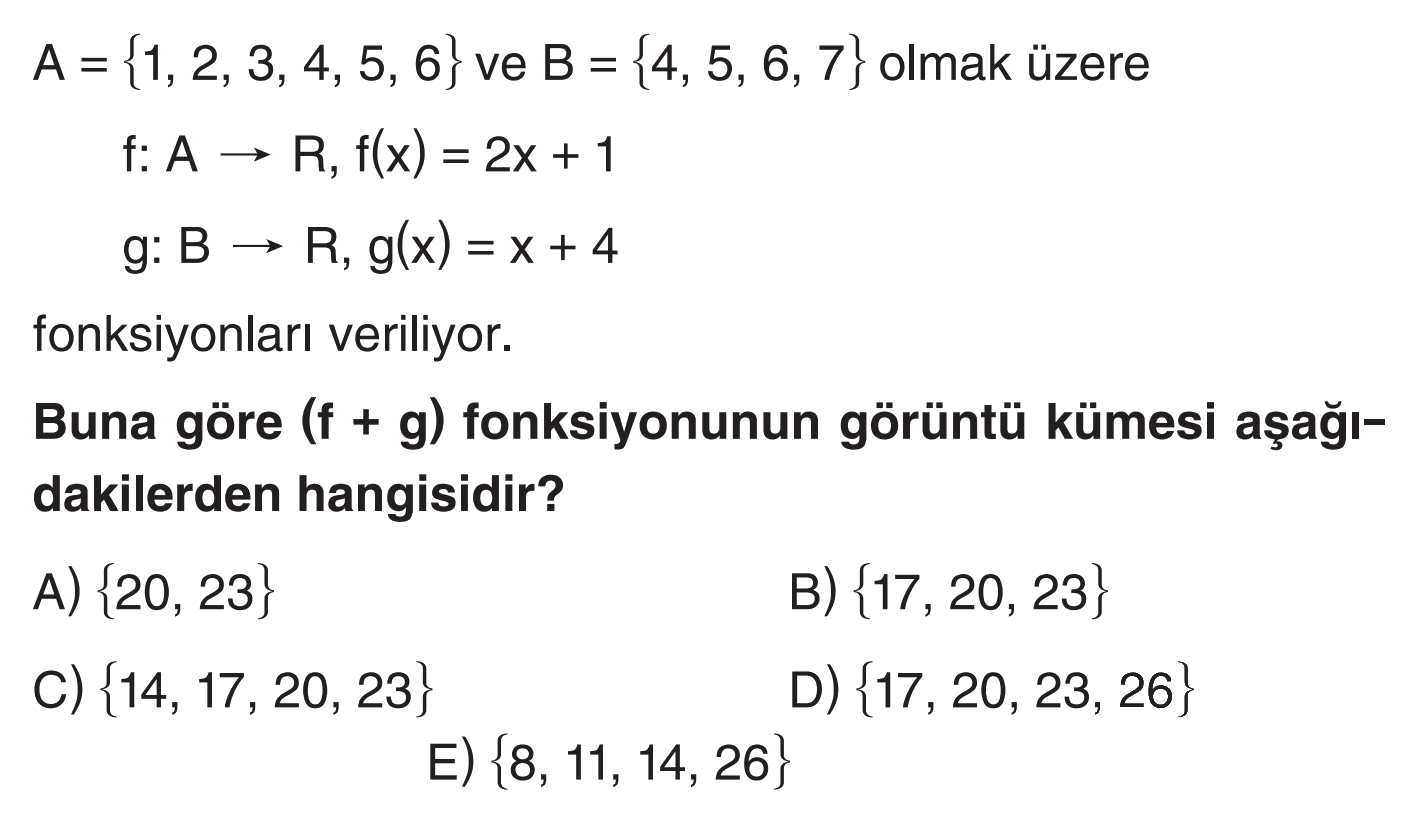 A = {1, 2, 3, 4, 5, 6} ve B = {4, 5, 6, 7} olmak üzere
f: A → R, f(x) = 2x + 1
g: B → R, g(x) = x + 4
fonksiyonları veriliyor.
Buna göre (f + g) fonksiyonunun görüntü kümesi aşağı-
dakilerden hangisidir?
A) {20, 23} B) {17, 20, 23}
C) {14, 17, 20, 23} D) {17, 20, 23, 26}
E) {8, 11, 14, 26}